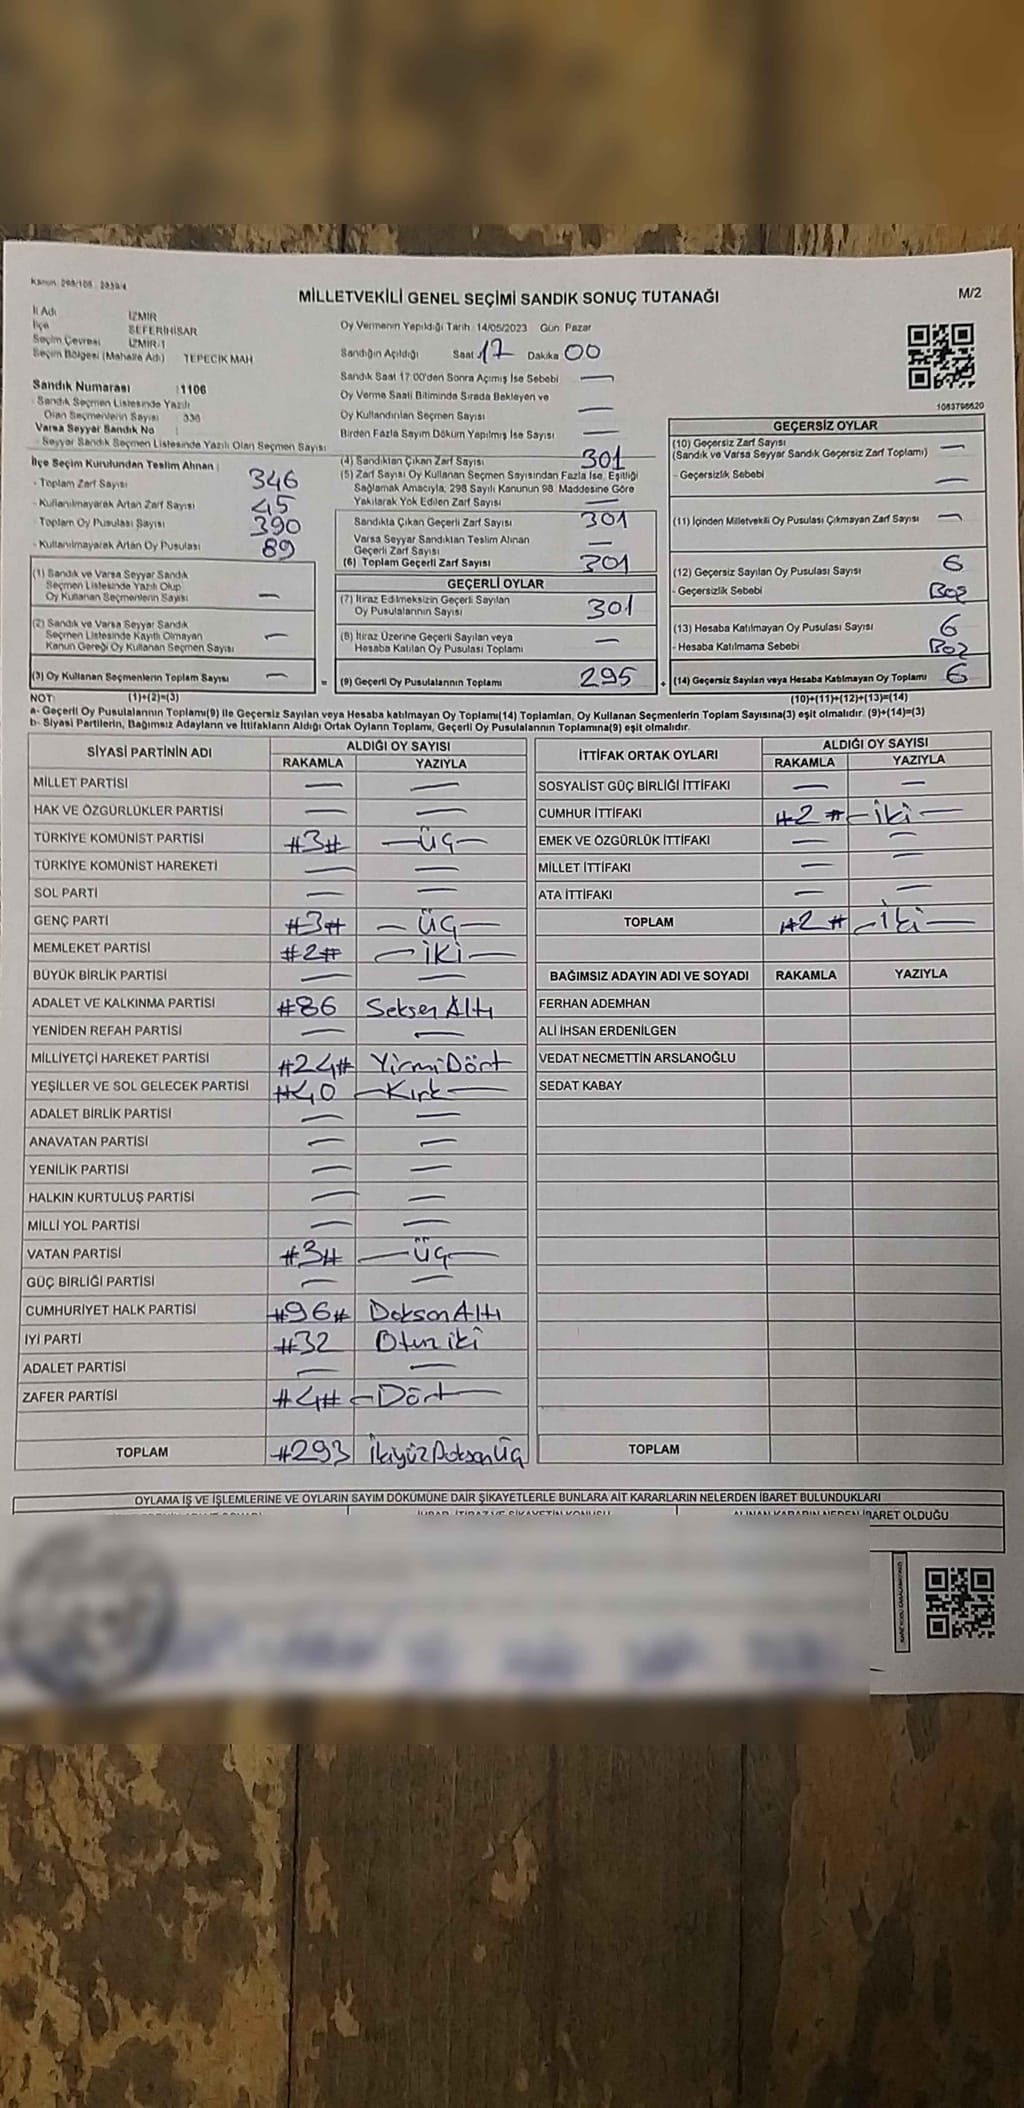 Kanun 298/105
MİLLETVEKİLİ GENEL SEÇİMİ SANDIK SONUÇ TUTANAĞI
M/2
İl Adı İZMİR
İlçe SEFERİHİSAR
Seçim Çevresi İZMİR-1
Seçim Bölgesi (Mahalle Adı) TEPECİK MAH
Oy Vermenin Yapıldığı Tarih 14/05/2023 Gün Pazar
Sandığın Açıldığı Saat 17 Dakika 00
Sandık Saat 17:00'den Sonra Açımış İse Sebebi —
Oy Verme Saati Bitiminde Sırada Bekleyen ve
Oy Kullandırılan Seçmen Sayısı —
Birden Fazla Sayım Döküm Yapılmış İse Sayısı —
1063796620
Sandık Numarası : 1106
- Sandık Seçmen Listesinde Yazılı
Olan Seçmenlerin Sayısı
Varsa Seyyar Sandık No :
- Seyyar Sandık Seçmen Listesinde Yazılı Olan Seçmen Sayısı
İlçe Seçim Kurulundan Teslim Alınan :
- Toplam Zarf Sayısı 346
- Kullanılmayarak Artan Zarf Sayısı 45
- Toplam Oy Pusulası Sayısı 390
- Kullanılmayarak Artan Oy Pusulası 89
(1) Sandık ve Varsa Seyyar Sandık
Seçmen Listesinde Yazılı Olup
Oy Kullanan Seçmenlerin Sayısı —
(2) Sandık ve Varsa Seyyar Sandık
Seçmen Listesinde Kayıtlı Olmayan
Kanun Gereği Oy Kullanan Seçmen Sayısı —
(3) Oy Kullanan Seçmenlerin Toplam Sayısı —
(4) Sandıktan Çıkan Zarf Sayısı 301
(5) Zarf Sayısı Oy Kullanan Seçmen Sayısından Fazla İse, Eşitliği
Sağlamak Amacıyla, 298 Sayılı Kanunun 98. Maddesine Göre
Yakılarak Yok Edilen Zarf Sayısı —
Sandıkta Çıkan Geçerli Zarf Sayısı 301
Varsa Seyyar Sandıktan Teslim Alınan
Geçerli Zarf Sayısı —
(6) Toplam Geçerli Zarf Sayısı 301
GEÇERLİ OYLAR
(7) İtiraz Edilmeksizin Geçerli Sayılan
Oy Pusulalarının Sayısı 301
(8) İtiraz Üzerine Geçerli Sayılan veya
Hesaba Katılan Oy Pusulası Toplamı —
= (9) Geçerli Oy Pusulalarının Toplamı 295 +
GEÇERSİZ OYLAR
(10) Geçersiz Zarf Sayısı —
(Sandık ve Varsa Seyyar Sandık Geçersiz Zarf Toplamı)
- Geçersizlik Sebebi —
(11) İçinden Milletvekili Oy Pusulası Çıkmayan Zarf Sayısı —
(12) Geçersiz Sayılan Oy Pusulası Sayısı 6
- Geçersizlik Sebebi Boş
(13) Hesaba Katılmayan Oy Pusulası Sayısı 6
- Hesaba Katılmama Sebebi Boş
(14) Geçersiz Sayılan veya Hesaba Katılmayan Oy Toplamı 6
NOT: (1)+(2)=(3) (10)+(11)+(12)+(13)=(14)
a- Geçerli Oy Pusulalarının Toplamı(9) ile Geçersiz Sayılan veya Hesaba katılmayan Oy Toplamı(14) Toplamları, Oy Kullanan Seçmenlerin Toplam Sayısına(3) eşit olmalıdır. (9)+(14)=(3)
b- Siyasi Partilerin, Bağımsız Adayların ve İttifakların Aldığı Ortak Oyların Toplamı, Geçerli Oy Pusulalarının Toplamına(9) eşit olmalıdır.
SİYASİ PARTİNİN ADI ALDIĞI OY SAYISI
RAKAMLA YAZIYLA
MİLLET PARTİSİ — —
HAK VE ÖZGÜRLÜKLER PARTİSİ — —
TÜRKİYE KOMÜNİST PARTİSİ #3# —Üç—
TÜRKİYE KOMÜNİST HAREKETİ — —
SOL PARTİ — —
GENÇ PARTİ #3# —Üç—
MEMLEKET PARTİSİ #2# —İKİ—
BÜYÜK BİRLİK PARTİSİ — —
ADALET VE KALKINMA PARTİSİ #86 Seksen Altı
YENİDEN REFAH PARTİSİ — —
MİLLİYETÇİ HAREKET PARTİSİ #24# YirmiDört
YEŞİLLER VE SOL GELECEK PARTİSİ #40 —Kırk—
ADALET BİRLİK PARTİSİ — —
ANAVATAN PARTİSİ — —
YENİLİK PARTİSİ — —
HALKIN KURTULUŞ PARTİSİ — —
MİLLİ YOL PARTİSİ — —
VATAN PARTİSİ #3# —Üç—
GÜÇ BİRLİĞİ PARTİSİ — —
CUMHURİYET HALK PARTİSİ #96# DoksanAltı
İYİ PARTİ #32 Otuz iki
ADALET PARTİSİ — —
ZAFER PARTİSİ #4# —Dört—
TOPLAM #293 İkiyüzDoksanÜç
İTTİFAK ORTAK OYLARI ALDIĞI OY SAYISI
RAKAMLA YAZIYLA
SOSYALİST GÜÇ BİRLİĞİ İTTİFAKI — —
CUMHUR İTTİFAKI #2# —İki—
EMEK VE ÖZGÜRLÜK İTTİFAKI — —
MİLLET İTTİFAKI — —
ATA İTTİFAKI — —
TOPLAM #2# —İki—
BAĞIMSIZ ADAYIN ADI VE SOYADI RAKAMLA YAZIYLA
FERHAN ADEMHAN
ALİ İHSAN ERDENİLGEN
VEDAT NECMETTİN ARSLANOĞLU
SEDAT KABAY
TOPLAM
OYLAMA İŞ VE İŞLEMLERİNE VE OYLARIN SAYIM DÖKÜMÜNE DAİR ŞİKAYETLERLE BUNLARA AİT KARARLARIN NELERDEN İBARET BULUNDUKLARI